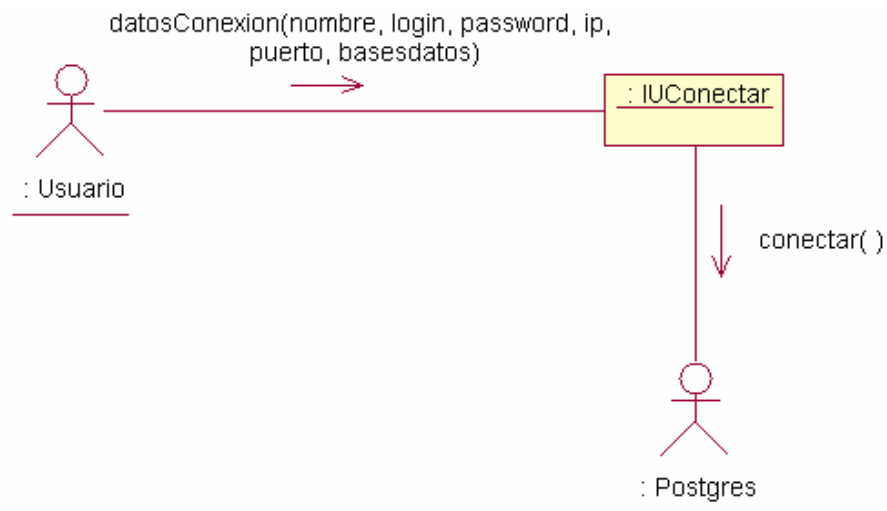 datosConexion(nombre, login, password, ip,
puerto, basesdatos)
: IUConectar
: Usuario
conectar( )
: Postgres